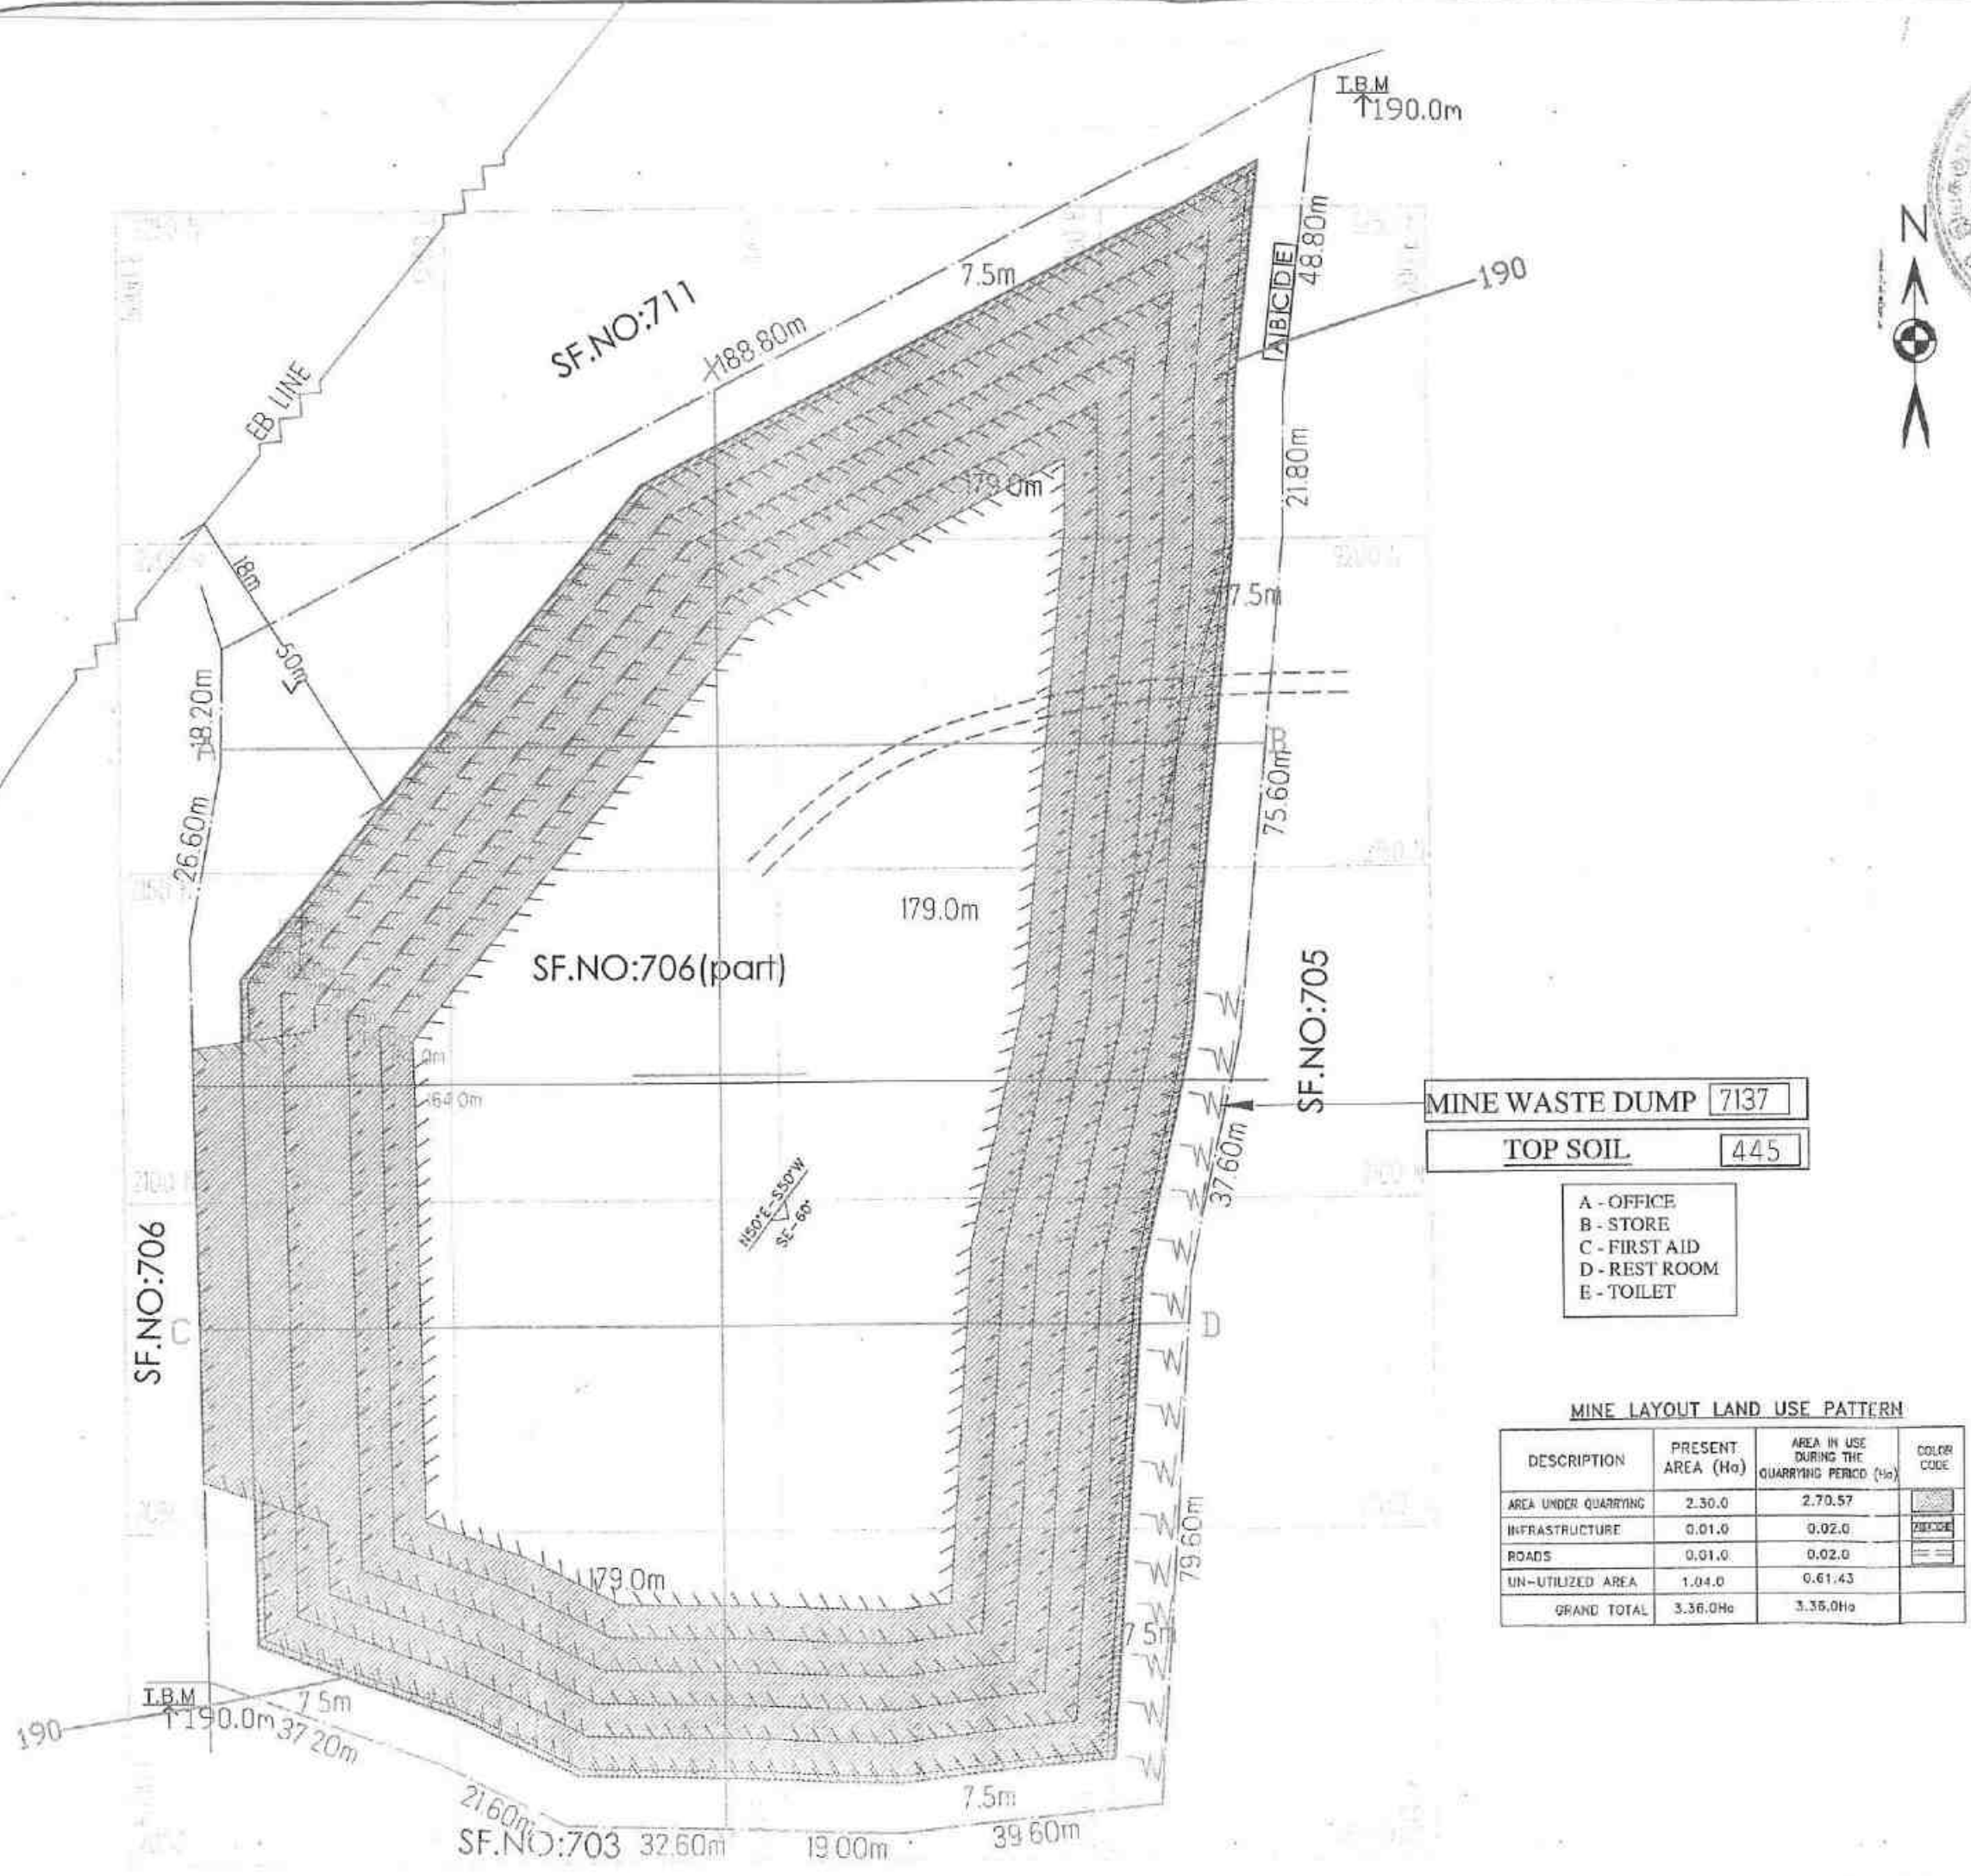 T.B.M
190.0m
N
48.80m
ABCDE
190
7.5m
SF.NO:711
188.80m
EB LINE
21.80m
179.0m
18m
7.5m
50m
18.20m
A
B
75.60m
26.60m
179.0m
SF.NO:706(part)
SF.NO:705
164.0m
MINE WASTE DUMP 7137
TOP SOIL 445
37.60m
N50°E-S50°W
SE-60°
A - OFFICE
B - STORE
C - FIRST AID
D - REST ROOM
E - TOILET
SF.NO:706
C
D
MINE LAYOUT LAND USE PATTERN
DESCRIPTION PRESENT AREA (Ha) AREA IN USE DURING THE QUARRYING PERIOD (Ha) COLOR CODE
AREA UNDER QUARRYING 2.30.0 2.70.57
INFRASTRUCTURE 0.01.0 0.02.0
ROADS 0.01.0 0.02.0
UN-UTILIZED AREA 1.04.0 0.61.43
GRAND TOTAL 3.36.0Ha 3.36.0Ha
79.60m
179.0m
7.5m
T.B.M
190.0m
190
7.5m
37.20m
21.60m
7.5m
SF.NO:703
32.60m
19.00m
39.60m